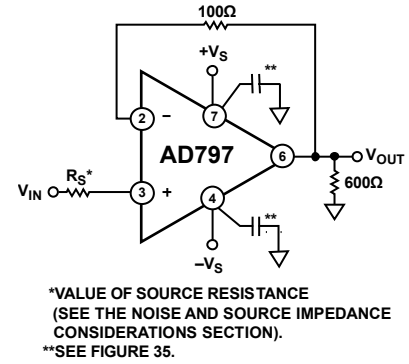 100Ω
+VS
**
2
−
7
AD797
6
VOUT
RS*
VIN
3
+
4
600Ω
**
−VS
*VALUE OF SOURCE RESISTANCE
(SEE THE NOISE AND SOURCE IMPEDANCE
CONSIDERATIONS SECTION).
**SEE FIGURE 35.